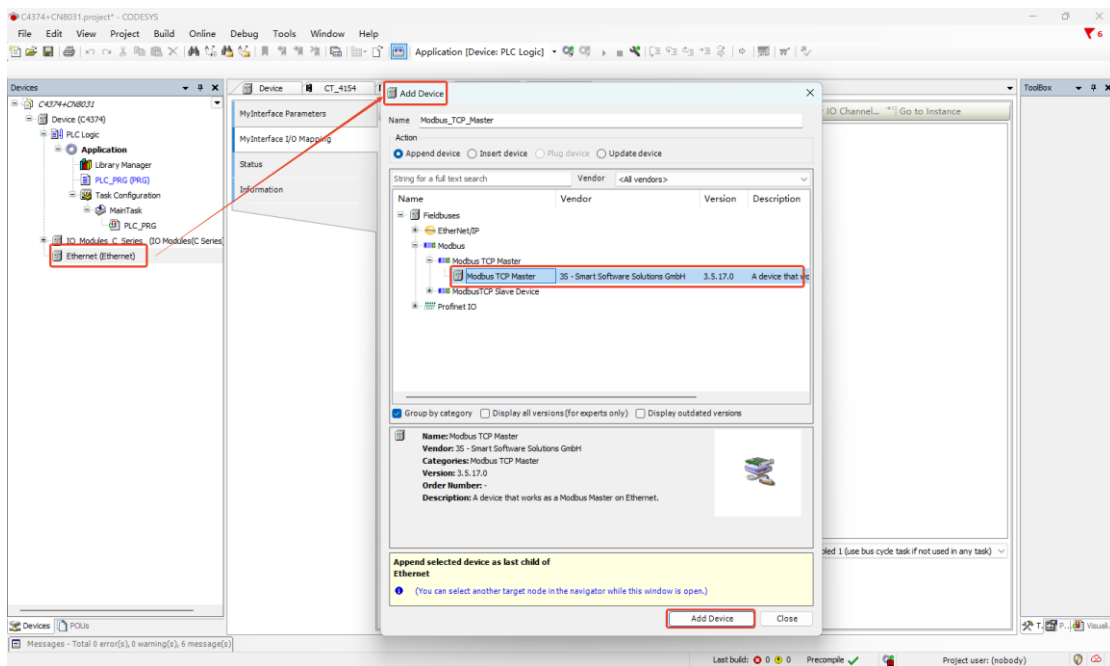 C4374+CN8031.project* - CODESYS
File Edit View Project Build Online Debug Tools Window Help
6
Application [Device: PLC Logic]
Devices
C4374+CN8031
Device (C4374)
PLC Logic
Application
Library Manager
PLC_PRG (PRG)
Task Configuration
MainTask
PLC_PRG
IO_Modules_C_Series_ (IO Modules(C Series)
Ethernet (Ethernet)
Device CT_4154
MyInterface Parameters
MyInterface I/O Mapping
Status
Information
IO Channel... Go to Instance
ToolBox
Add Device
Name Modbus_TCP_Master
Action
Append device Insert device Plug device Update device
String for a full text search Vendor <All vendors>
Name Vendor Version Description
Fieldbuses
EtherNet/IP
Modbus
Modbus TCP Master
Modbus TCP Master 3S - Smart Software Solutions GmbH 3.5.17.0 A device that
ModbusTCP Slave Device
Profinet IO
Group by category Display all versions (for experts only) Display outdated versions
Name: Modbus TCP Master
Vendor: 3S - Smart Software Solutions GmbH
Categories: Modbus TCP Master
Version: 3.5.17.0
Order Number: -
Description: A device that works as a Modbus Master on Ethernet.
Append selected device as last child of
Ethernet
(You can select another target node in the navigator while this window is open.)
Add Device Close
1 (use bus cycle task if not used in any task)
Devices POUs
T. P... Visual.
Messages - Total 0 error(s), 0 warning(s), 6 message(s)
Last build: 0 0 Precompile Project user: (nobody)